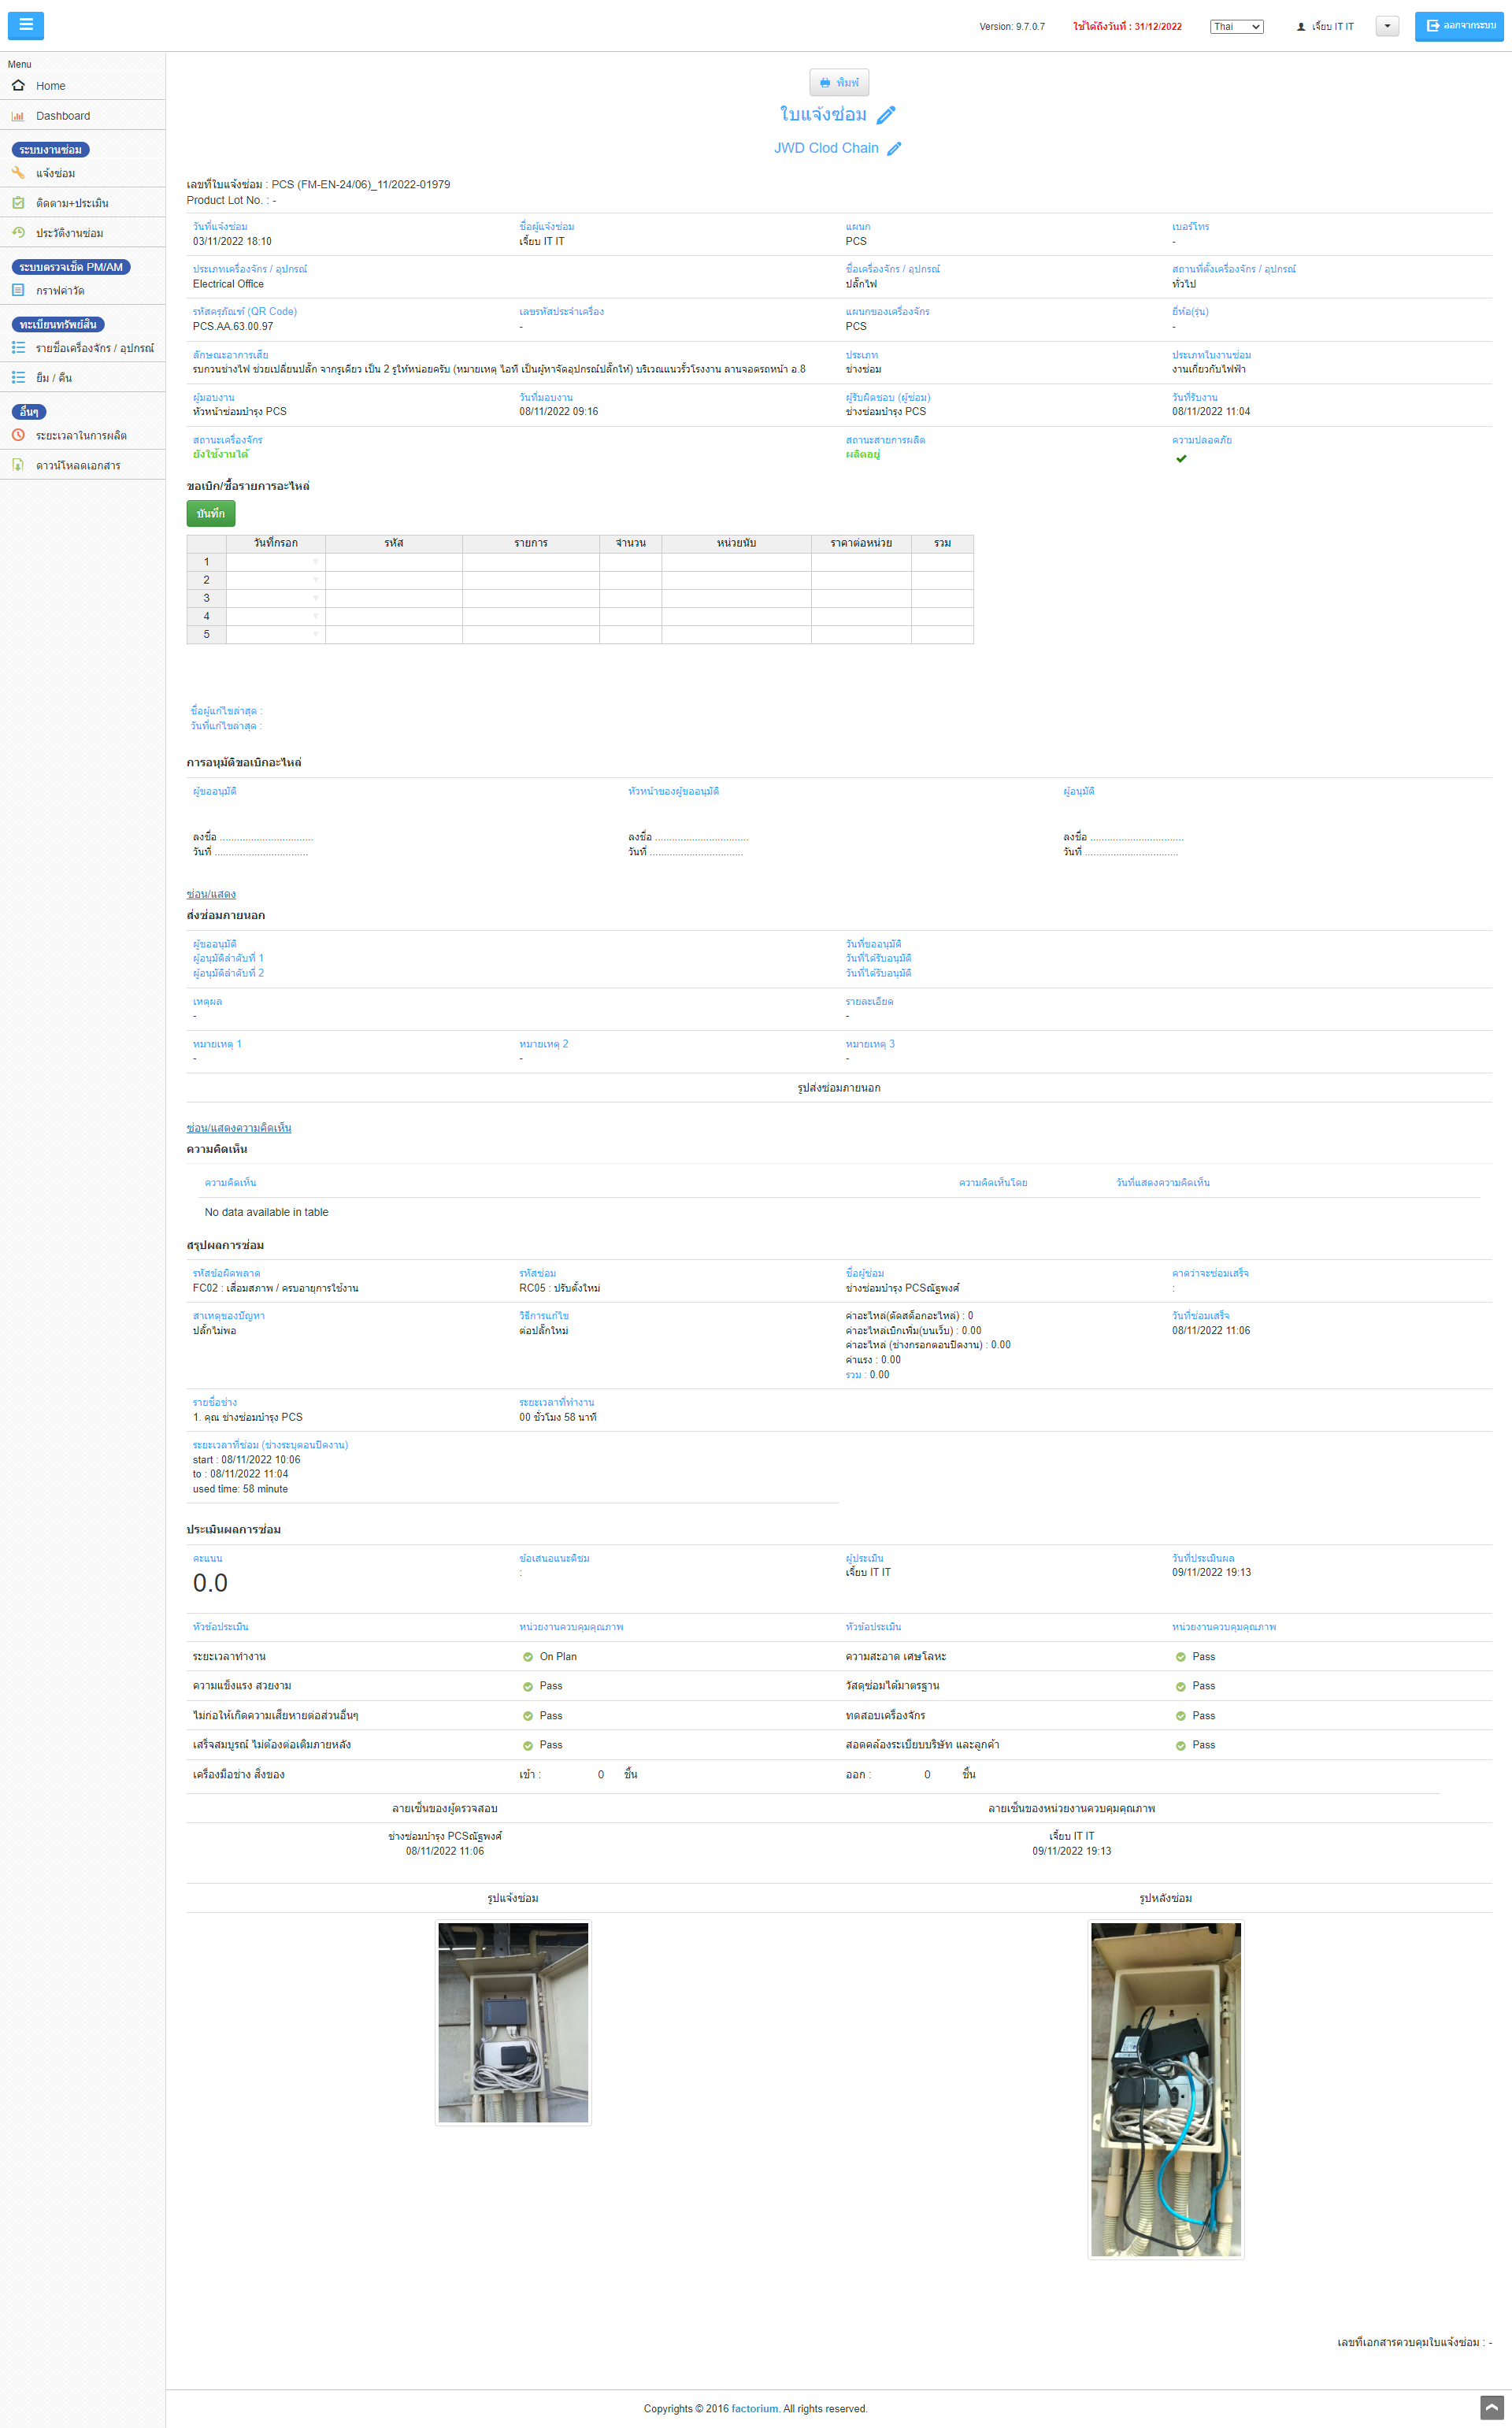 Version: 9.7.0.7
ใช้ได้ถึงวันที่ : 31/12/2022
Thai
เจี๊ยบ IT IT
ออกจากระบบ
Menu
Home
Dashboard
ระบบงานซ่อม
แจ้งซ่อม
ติดตาม+ประเมิน
ประวัติงานซ่อม
ระบบตรวจเช็ค PM/AM
กราฟค่าวัด
ทะเบียนทรัพย์สิน
รายชื่อเครื่องจักร / อุปกรณ์
ยืม / คืน
อื่นๆ
ระยะเวลาในการผลิต
ดาวน์โหลดเอกสาร
พิมพ์
ใบแจ้งซ่อม
JWD Clod Chain
เลขที่ใบแจ้งซ่อม : PCS (FM-EN-24/06)_11/2022-01979
Product Lot No. : -
วันที่แจ้งซ่อม ชื่อผู้แจ้งซ่อม แผนก เบอร์โทร
03/11/2022 18:10 เจี๊ยบ IT IT PCS -
ประเภทเครื่องจักร / อุปกรณ์ ชื่อเครื่องจักร / อุปกรณ์ สถานที่ตั้งเครื่องจักร / อุปกรณ์
Electrical Office ปลั๊กไฟ ทั่วไป
รหัสครุภัณฑ์ (QR Code) เลขรหัสประจำเครื่อง แผนกของเครื่องจักร ยี่ห้อ(รุ่น)
PCS.AA.63.00.97 - PCS -
ลักษณะอาการเสีย ประเภท ประเภทใบงานซ่อม
รบกวนช่างไฟ ช่วยเปลี่ยนปลั๊ก จากรูเดียว เป็น 2 รูให้หน่อยครับ (หมายเหตุ ไอที เป็นผู้หาจัดอุปกรณ์ปลั๊กให้) บริเวณแนวรั้วโรงงาน ลานจอดรถหน้า อ.8 ช่างซ่อม งานเกี่ยวกับไฟฟ้า
ผู้มอบงาน วันที่มอบงาน ผู้รับผิดชอบ (ผู้ซ่อม) วันที่รับงาน
หัวหน้าซ่อมบำรุง PCS 08/11/2022 09:16 ช่างซ่อมบำรุง PCS 08/11/2022 11:04
สถานะเครื่องจักร สถานะสายการผลิต ความปลอดภัย
ยังใช้งานได้ ผลิตอยู่
ขอเบิก/ซื้อรายการอะไหล่
บันทึก
วันที่กรอก รหัส รายการ จำนวน หน่วยนับ ราคาต่อหน่วย รวม
1
2
3
4
5
ชื่อผู้แก้ไขล่าสุด :
วันที่แก้ไขล่าสุด :
การอนุมัติขอเบิกอะไหล่
ผู้ขออนุมัติ หัวหน้าของผู้ขออนุมัติ ผู้อนุมัติ
ลงชื่อ ................................. ลงชื่อ ................................. ลงชื่อ .................................
วันที่ ................................. วันที่ ................................. วันที่ .................................
ซ่อน/แสดง
ส่งซ่อมภายนอก
ผู้ขออนุมัติ วันที่ขออนุมัติ
ผู้อนุมัติลำดับที่ 1 วันที่ได้รับอนุมัติ
ผู้อนุมัติลำดับที่ 2 วันที่ได้รับอนุมัติ
เหตุผล รายละเอียด
- -
หมายเหตุ 1 หมายเหตุ 2 หมายเหตุ 3
- - -
รูปส่งซ่อมภายนอก
ซ่อน/แสดงความคิดเห็น
ความคิดเห็น
ความคิดเห็น ความคิดเห็นโดย วันที่แสดงความคิดเห็น
No data available in table
สรุปผลการซ่อม
รหัสข้อผิดพลาด รหัสซ่อม ชื่อผู้ซ่อม คาดว่าจะซ่อมเสร็จ
FC02 : เสื่อมสภาพ / ครบอายุการใช้งาน RC05 : ปรับตั้งใหม่ ช่างซ่อมบำรุง PCSณัฐพงศ์ :
สาเหตุของปัญหา วิธีการแก้ไข ค่าอะไหล่(ตัดสต็อกอะไหล่) : 0 วันที่ซ่อมเสร็จ
ปลั๊กไม่พอ ต่อปลั๊กใหม่ ค่าอะไหล่เบิกเพิ่ม(บนเว็บ) : 0.00 08/11/2022 11:06
ค่าอะไหล่ (ช่างกรอกตอนปิดงาน) : 0.00
ค่าแรง : 0.00
รวม : 0.00
รายชื่อช่าง ระยะเวลาที่ทำงาน
1. คุณ ช่างซ่อมบำรุง PCS 00 ชั่วโมง 58 นาที
ระยะเวลาที่ซ่อม (ช่างระบุตอนปิดงาน)
start : 08/11/2022 10:06
to : 08/11/2022 11:04
used time: 58 minute
ประเมินผลการซ่อม
คะแนน ข้อเสนอแนะติชม ผู้ประเมิน วันที่ประเมินผล
0.0 : เจี๊ยบ IT IT 09/11/2022 19:13
หัวข้อประเมิน หน่วยงานควบคุมคุณภาพ หัวข้อประเมิน หน่วยงานควบคุมคุณภาพ
ระยะเวลาทำงาน On Plan ความสะอาด เศษโลหะ Pass
ความแข็งแรง สวยงาม Pass วัสดุซ่อมได้มาตรฐาน Pass
ไม่ก่อให้เกิดความเสียหายต่อส่วนอื่นๆ Pass ทดสอบเครื่องจักร Pass
เสร็จสมบูรณ์ ไม่ต้องต่อเติมภายหลัง Pass สอดคล้องระเบียบบริษัท และลูกค้า Pass
เครื่องมือช่าง สิ่งของ เข้า : 0 ชิ้น ออก : 0 ชิ้น
ลายเซ็นของผู้ตรวจสอบ ลายเซ็นของหน่วยงานควบคุมคุณภาพ
ช่างซ่อมบำรุง PCSณัฐพงศ์ เจี๊ยบ IT IT
08/11/2022 11:06 09/11/2022 19:13
รูปแจ้งซ่อม รูปหลังซ่อม
เลขที่เอกสารควบคุมใบแจ้งซ่อม : -
Copyrights © 2016 factorium. All rights reserved.